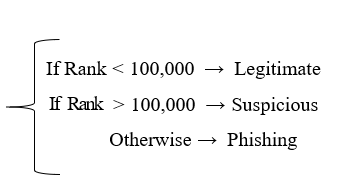 If Rank < 100,000 → Legitimate
If Rank > 100,000 → Suspicious
Otherwise → Phishing